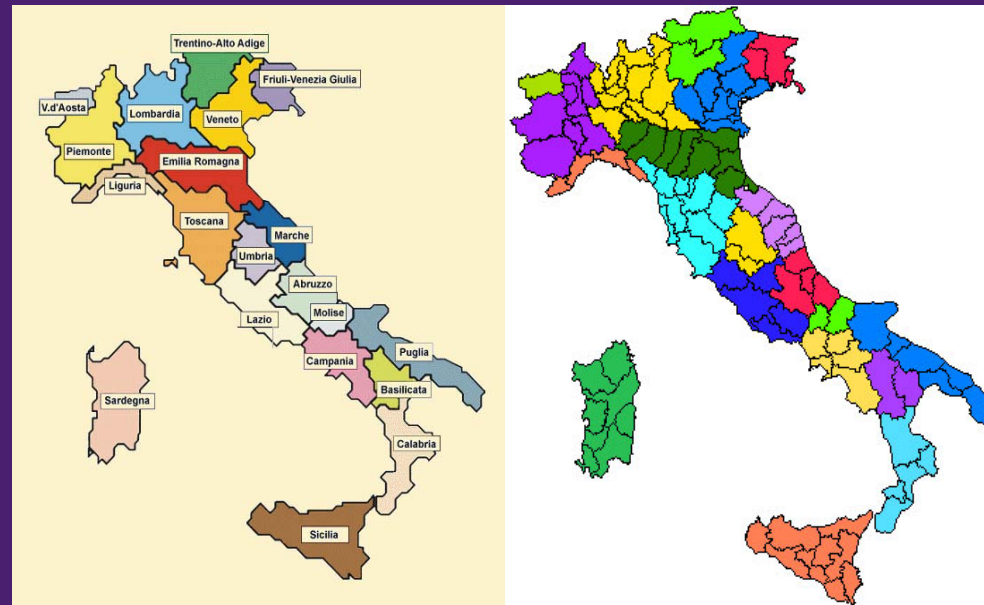 Trentino-Alto Adige
Friuli-Venezia Giulia
V.d'Aosta
Lombardia
Veneto
Piemonte
Emilia Romagna
Liguria
Toscana
Marche
Umbria
Abruzzo
Lazio
Molise
Campania
Puglia
Basilicata
Sardegna
Calabria
Sicilia